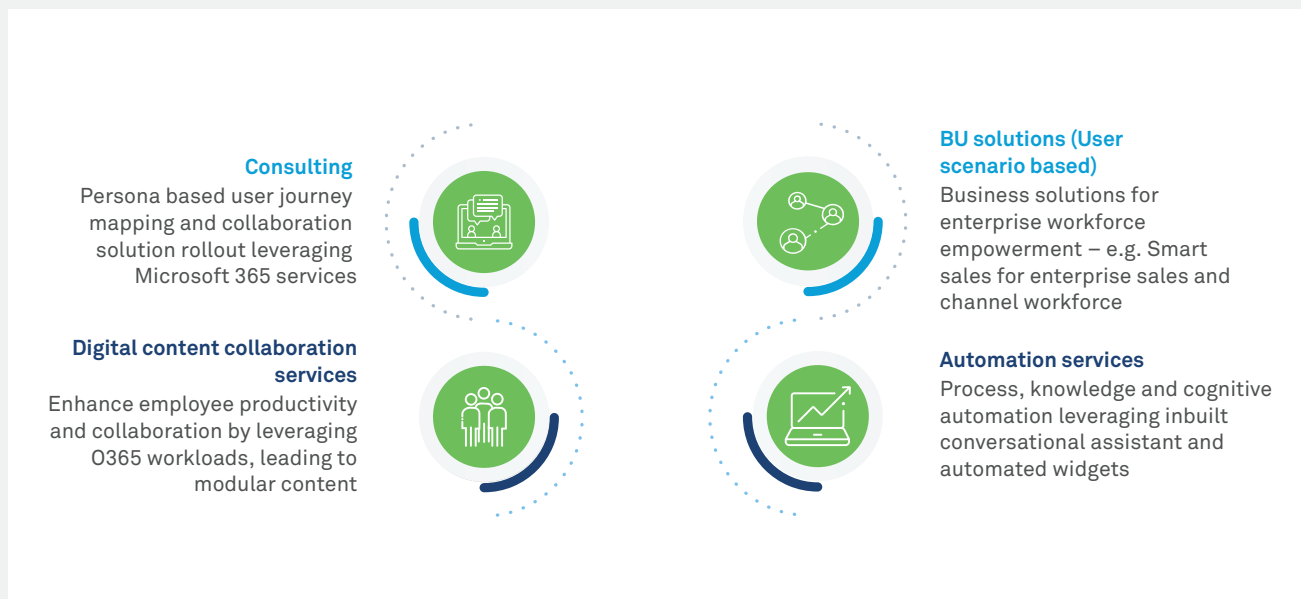 Consulting
Persona based user journey
mapping and collaboration
solution rollout leveraging
Microsoft 365 services
Digital content collaboration
services
Enhance employee productivity
and collaboration by leveraging
O365 workloads, leading to
modular content
BU solutions (User
scenario based)
Business solutions for
enterprise workforce
empowerment – e.g. Smart
sales for enterprise sales and
channel workforce
Automation services
Process, knowledge and cognitive
automation leveraging inbuilt
conversational assistant and
automated widgets